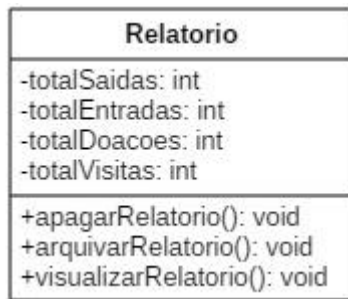 Relatorio
-totalSaidas: int
-totalEntradas: int
-totalDoacoes: int
-totalVisitas: int
+apagarRelatorio(): void
+arquivarRelatorio(): void
+visualizarRelatorio(): void